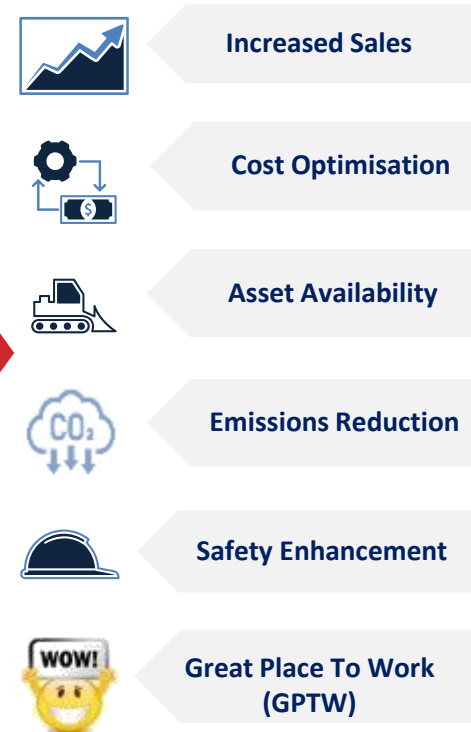 Increased Sales
Cost Optimisation
$
Asset Availability
CO₂
Emissions Reduction
Safety Enhancement
WOW!
Great Place To Work
(GPTW)